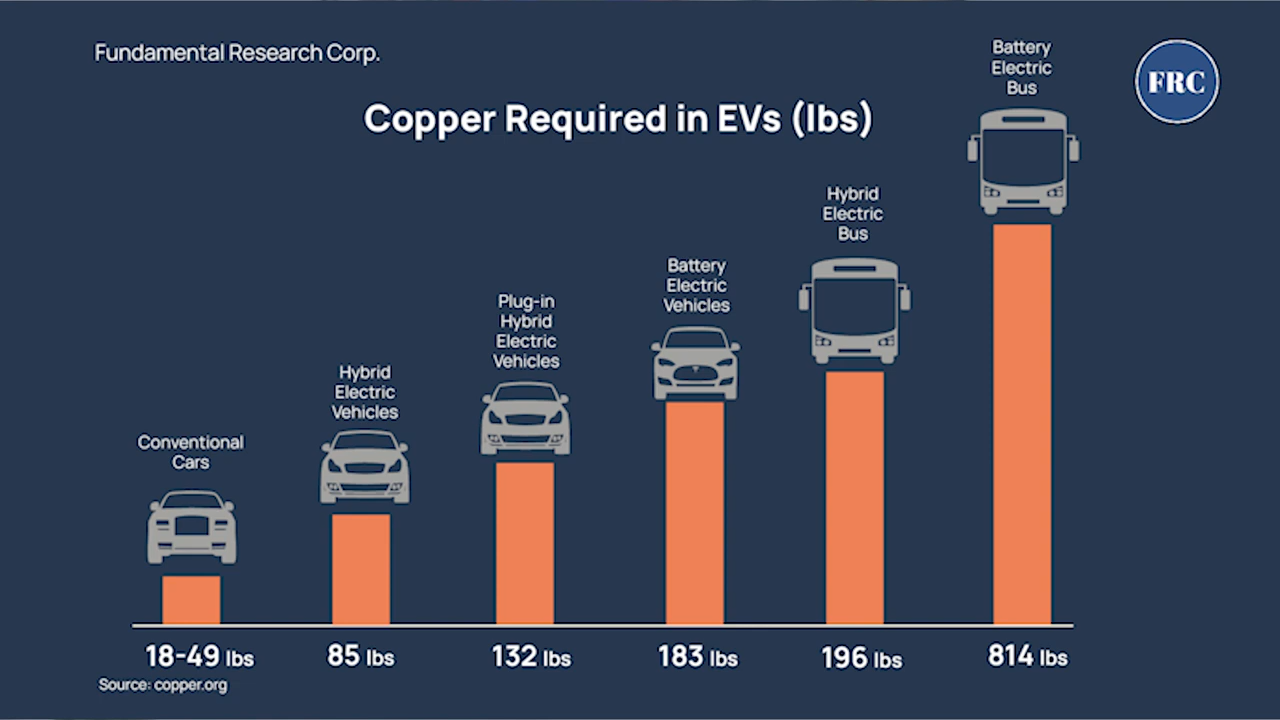 Fundamental Research Corp.
FRC
Copper Required in EVs (lbs)
Conventional
Cars
Hybrid
Electric
Vehicles
Plug-in
Hybrid
Electric
Vehicles
Battery
Electric
Vehicles
Hybrid
Electric
Bus
Battery
Electric
Bus
18-49 lbs
85 lbs
132 lbs
183 lbs
196 lbs
814 lbs
Source: copper.org